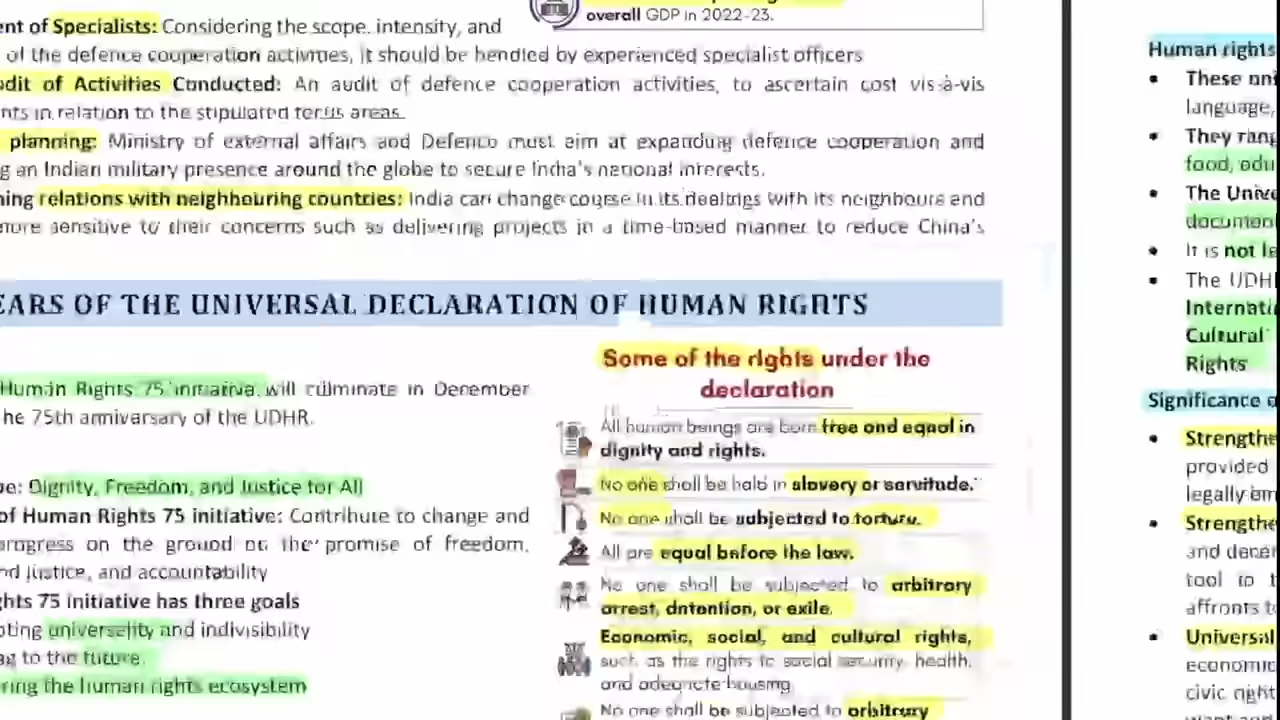 ent of Specialists: Considering the scope, intensity, and
of the defence cooperation activities, it should be handled by experienced specialist officers
dit of Activities Conducted: An audit of defence cooperation activities, to ascertain cost vis-à-vis
nts in relation to the stipulated focus areas.
planning: Ministry of external affairs and Defence must aim at expanding defence cooperation and
g an Indian military presence around the globe to secure India's national interests.
ning relations with neighbouring countries: India can change course in its dealings with its neighbours and
more sensitive to their concerns such as delivering projects in a time-based manner to reduce China's
overall GDP in 2022-23.
EARS OF THE UNIVERSAL DECLARATION OF HUMAN RIGHTS
Human Rights 75 initiative will culminate in December
he 75th anniversary of the UDHR.
e: Dignity, Freedom, and Justice for All
of Human Rights 75 initiative: Contribute to change and
progress on the ground on the promise of freedom,
nd justice, and accountability
ghts 75 initiative has three goals
oting universality and indivisibility
ng to the future.
ring the human rights ecosystem
Some of the rights under the
declaration
All human beings are born free and equal in
dignity and rights.
No one shall be held in slavery or servitude.
No one shall be subjected to torture.
All are equal before the law.
No one shall be subjected to arbitrary
arrest, detention, or exile.
Economic, social, and cultural rights,
such as the rights to social security, health,
and adequate housing
No one shall be subjected to arbitrary
Human rights
• These
language,
• They rang
food, edu
• The Unive
documen
• It is not le
• The UDH
Internati
Cultural
Rights
Significance o
• Strengthe
provided
legally
• Strengthe
and
tool to t
affronts t
• Universal
economic
civic right